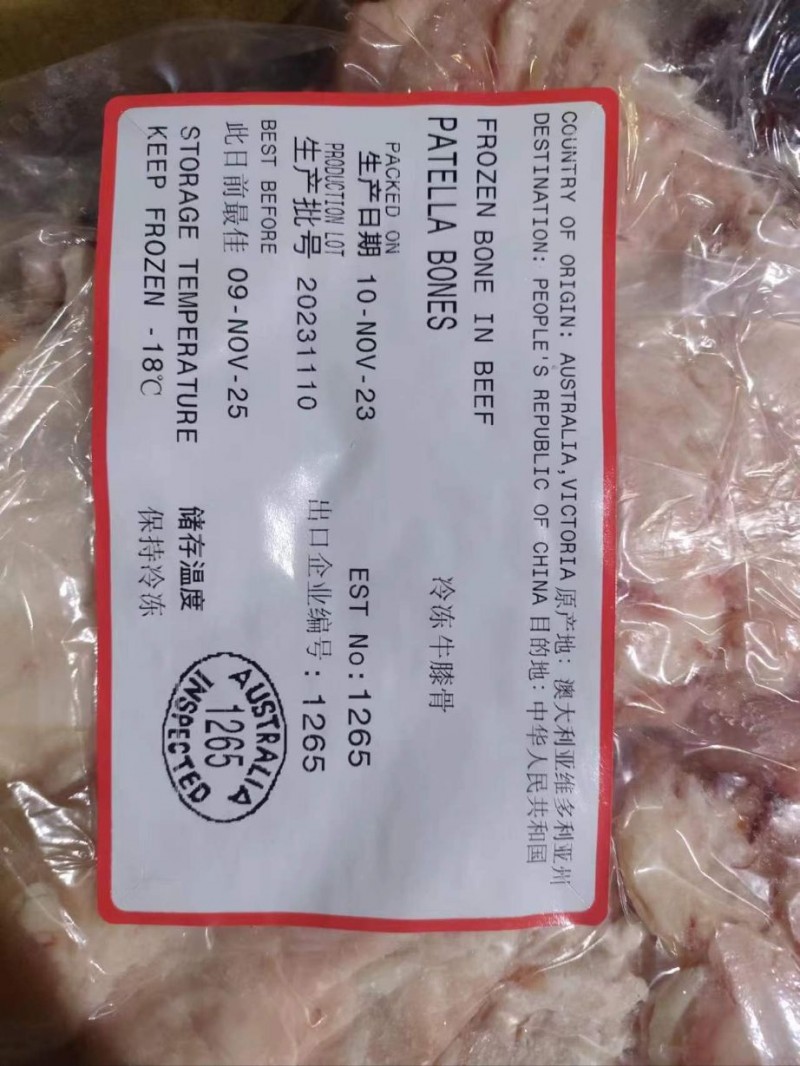 COUNTRY OF ORIGIN: AUSTRALIA,VICTORIA 原产地: 澳大利亚维多利亚州
DESTINATION: PEOPLE'S REPUBLIC OF CHINA 目的地: 中华人民共和国
FROZEN BONE IN BEEF
PATELLA BONES 冷冻牛膝骨
PACKED ON
生产日期 10-NOV-23 EST No:1265
PRODUCTION LOT
生产批号 20231110 出口企业编号: 1265
BEST BEFORE
此日前最佳 09-NOV-25
STORAGE TEMPERATURE 储存温度
KEEP FROZEN -18℃ 保持冷冻
AUSTRALIA
1265
INSPECTED